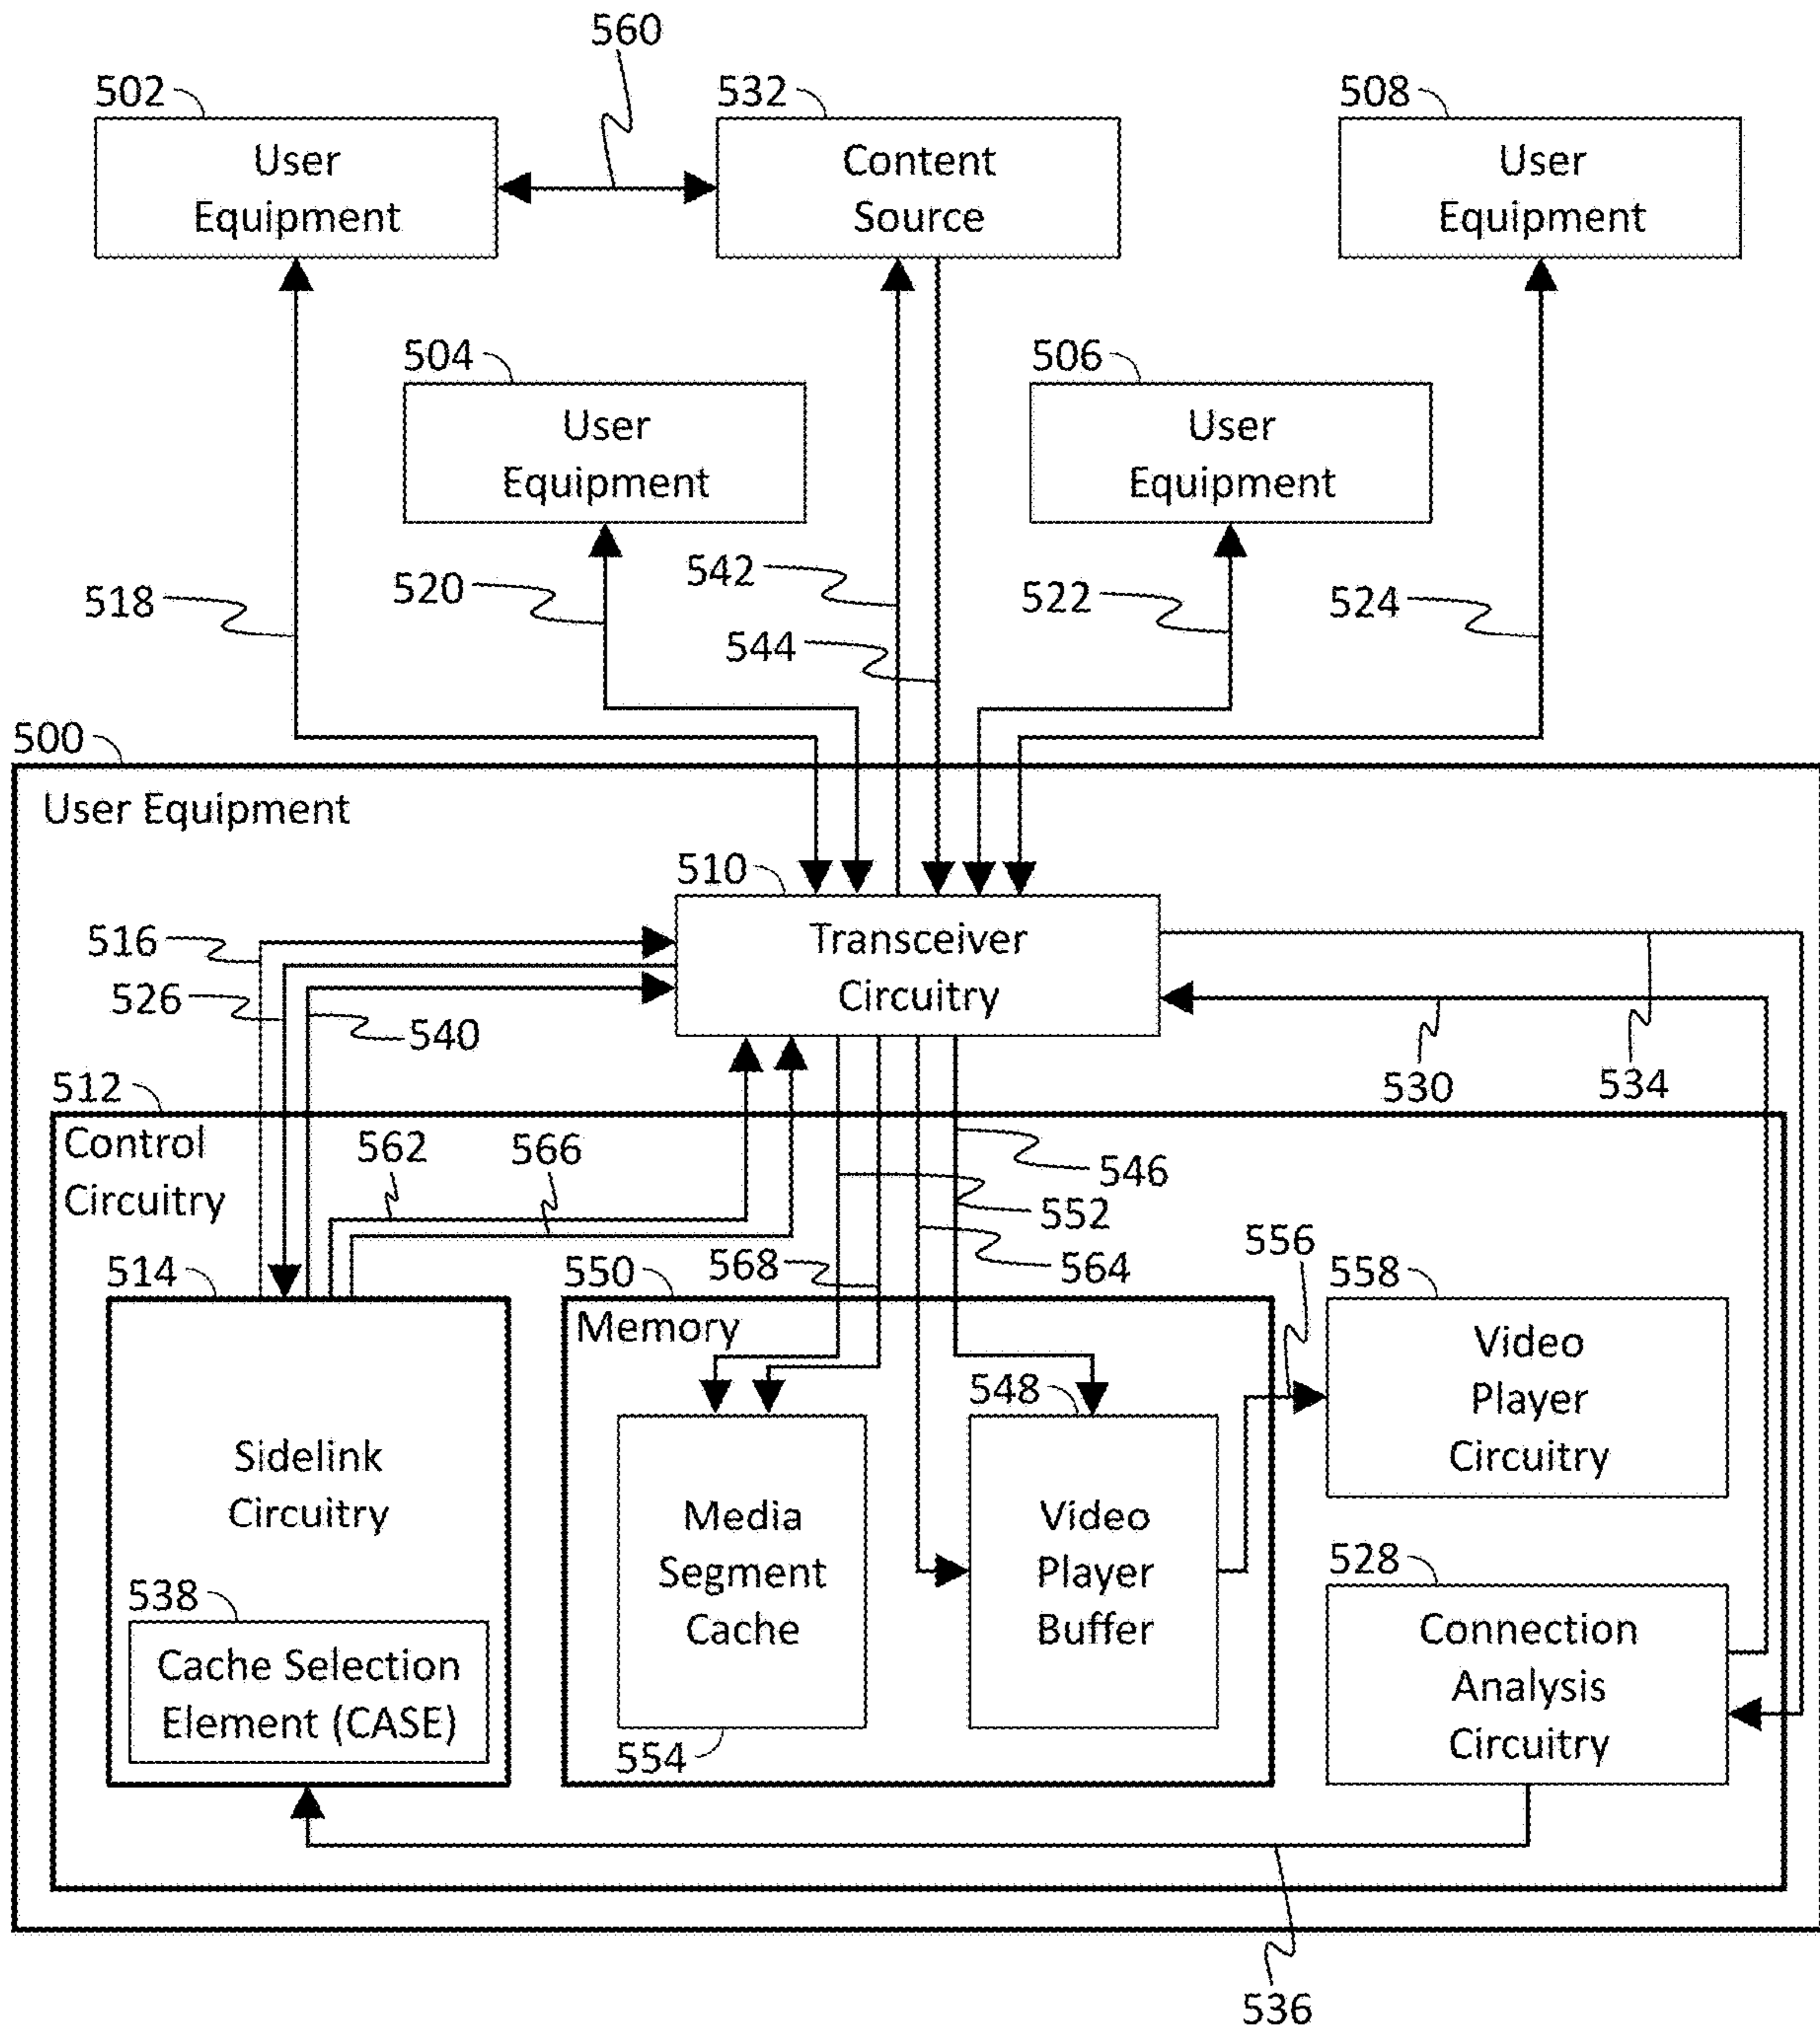 560
502
532
508
User
Equipment
Content
Source
User
Equipment
504
506
User
Equipment
User
Equipment
518
520
542
544
522
524
500
User Equipment
510
Transceiver
Circuitry
516
526
540
530
534
512
Control
Circuitry
562
566
546
552
564
568
556
514
550
558
Memory
Video
Player
Circuitry
548
Sidelink
Circuitry
Media
Segment
Cache
Video
Player
Buffer
528
538
Cache Selection
Element (CASE)
Connection
Analysis
Circuitry
554
536